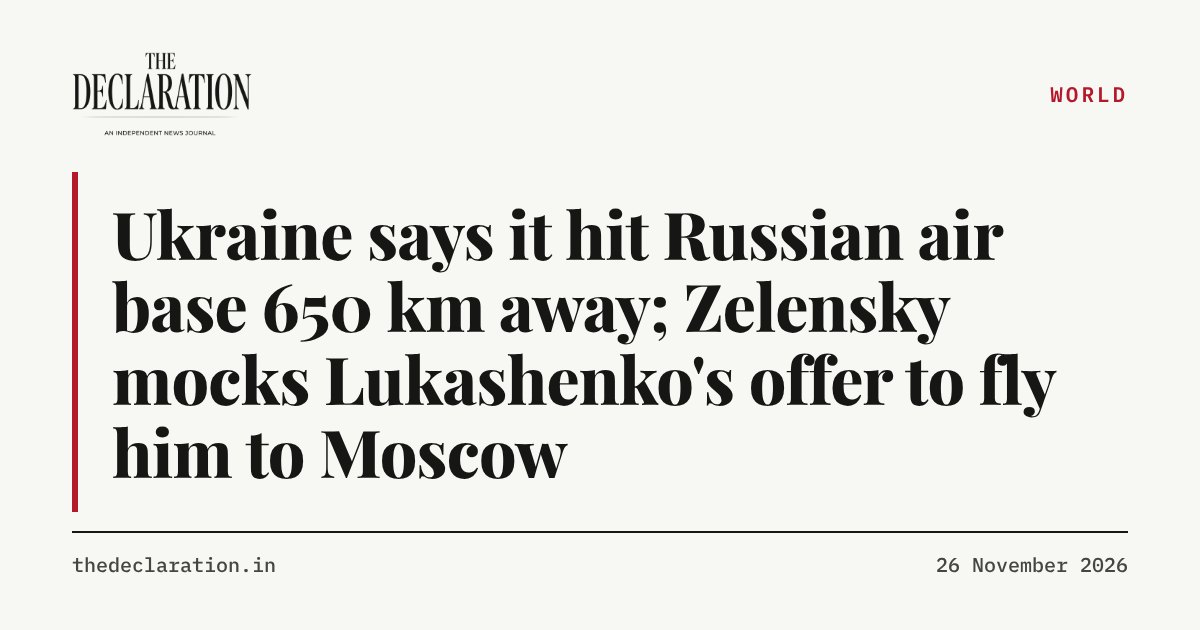 THE
DECLARATION
AN INDEPENDENT NEWS JOURNAL
WORLD
Ukraine says it hit Russian air
base 650 km away; Zelensky
mocks Lukashenko's offer to fly
him to Moscow
thedeclaration.in
26 November 2026